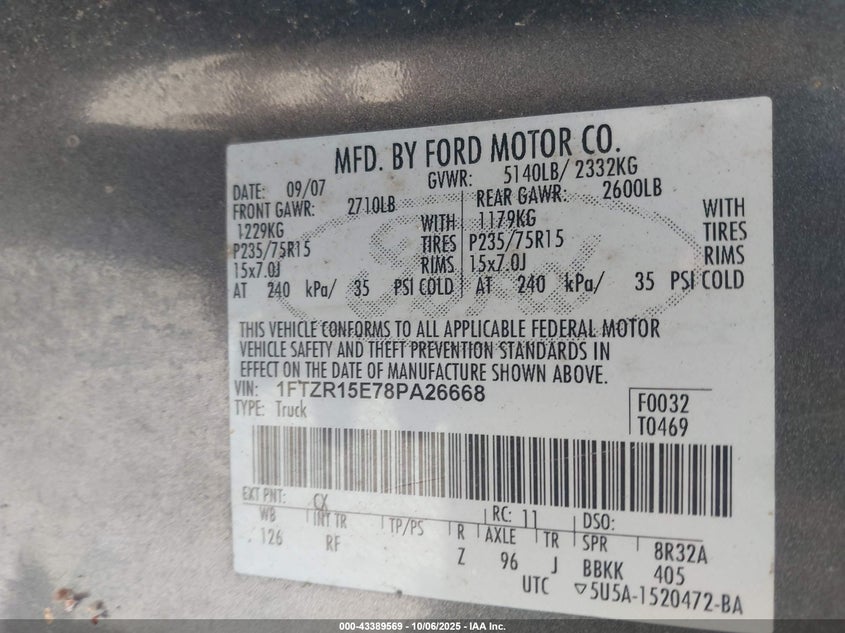 MFD. BY FORD MOTOR CO.
DATE: 09/07 GVWR: 5140LB/ 2332KG
FRONT GAWR: 2710LB REAR GAWR: 2600LB
1229KG WITH 1179KG WITH
P235/75R15 TIRES P235/75R15 TIRES
15x7.0J RIMS 15x7.0J RIMS
AT 240 kPa/ 35 PSI COLD AT 240 kPa/ 35 PSI COLD
THIS VEHICLE CONFORMS TO ALL APPLICABLE FEDERAL MOTOR
VEHICLE SAFETY AND THEFT PREVENTION STANDARDS IN
EFFECT ON THE DATE OF MANUFACTURE SHOWN ABOVE.
VIN: 1FTZR15E78PA26668
TYPE: Truck
F0032
T0469
EXT PNT: CX RC: 11 DSO:
WB INT TR TP/PS R AXLE TR SPR 8R32A
126 RF Z 96 J BBKK 405
UTC ▽5U5A-1520472-BA
000-43389569 - 10/06/2025 - IAA Inc.